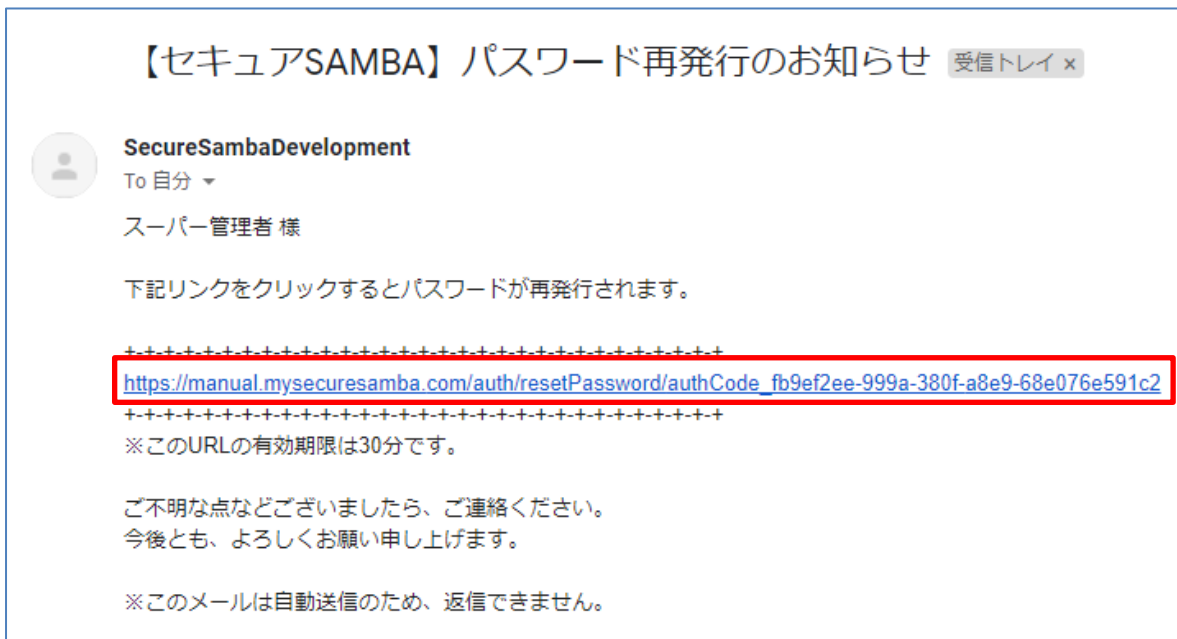 【セキュアSAMBA】パスワード再発行のお知らせ 受信トレイ ×
SecureSambaDevelopment
To 自分
スーパー管理者 様
下記リンクをクリックするとパスワードが再発行されます。
+-+-+-+-+-+-+-+-+-+-+-+-+-+-+-+-+-+-+-+-+-+-+-+-+-+-+-+-+-+-+
https://manual.mysecuresamba.com/auth/resetPassword/authCode_fb9ef2ee-999a-380f-a8e9-68e076e591c2
+-+-+-+-+-+-+-+-+-+-+-+-+-+-+-+-+-+-+-+-+-+-+-+-+-+-+-+-+-+-+
※このURLの有効期限は30分です。
ご不明な点などございましたら、ご連絡ください。
今後とも、よろしくお願い申し上げます。
※このメールは自動送信のため、返信できません。